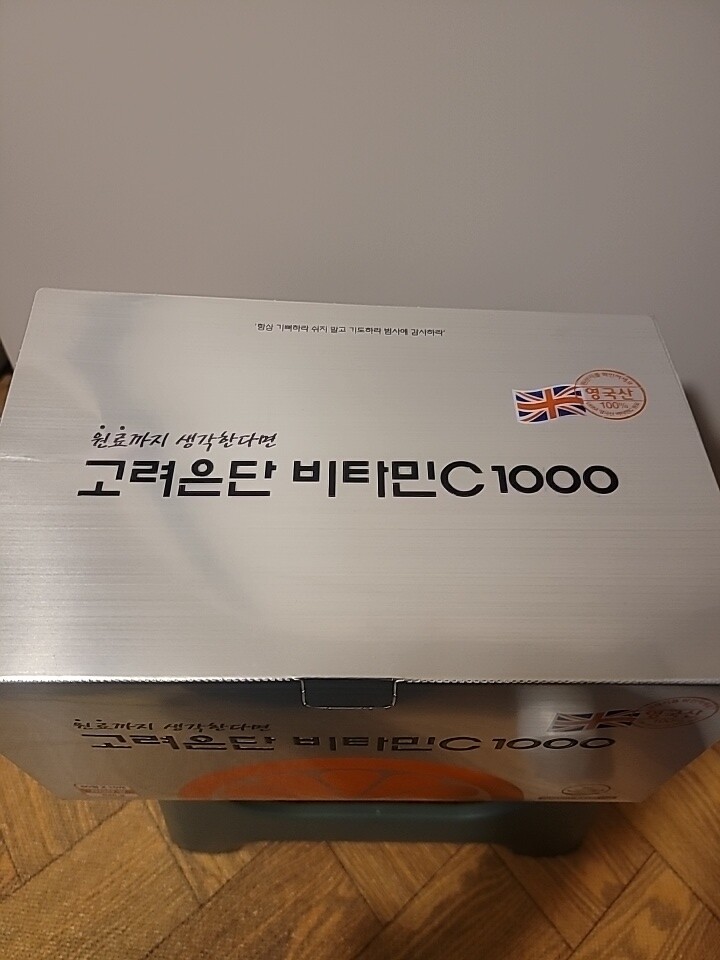 '항상 기뻐하라 쉬지 말고 기도하라 범사에 감사하라'
영국산
100%
원료까지 생각한다면
고려은단 비타민C 1000
원료까지 생각한다면
고려은단 비타민C 1000
영국산